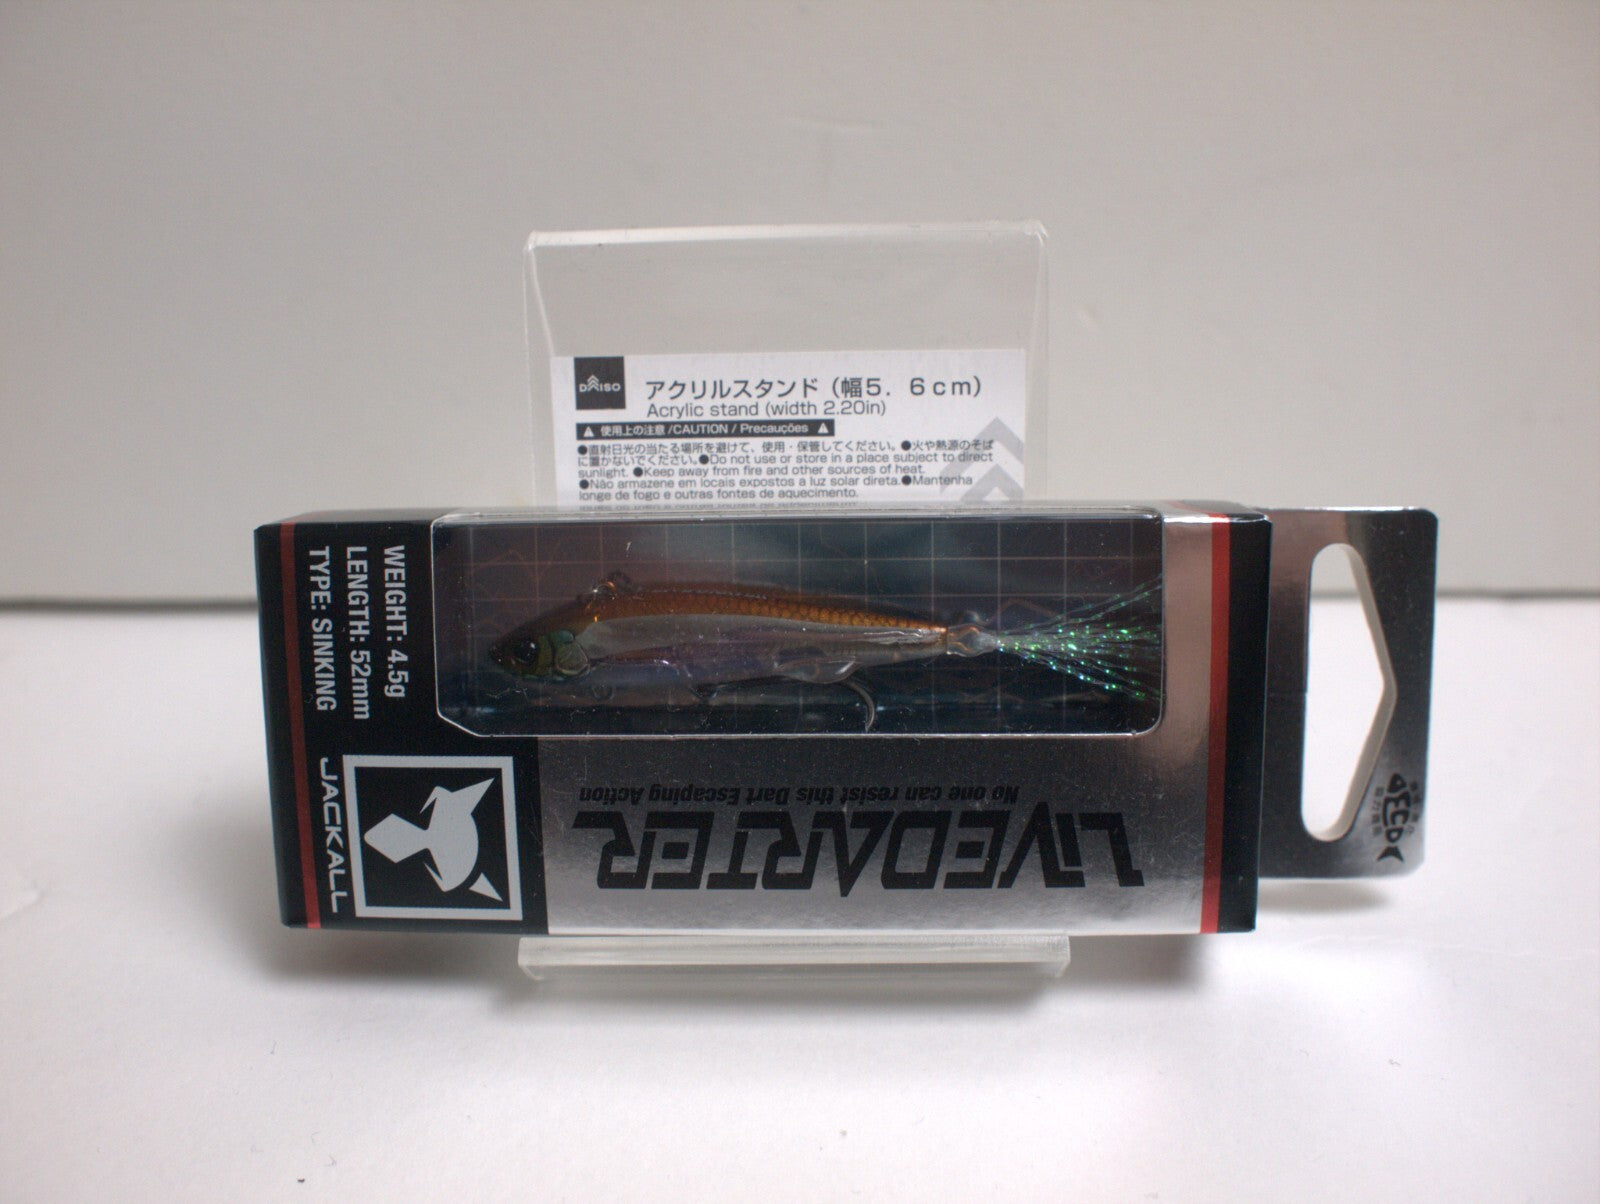 DAISO
アクリルスタンド（幅5．6cm）
Acrylic stand (width 2.20in)
使用上の注意/CAUTION / Precauções
●直射日光の当たる場所を避けて、使用・保管してください。●火や熱源のそば
に置かないでください。●Do not use or store in a place subject to direct
sunlight. ●Keep away from fire and other sources of heat.
●Não armazene em locais expostos a luz solar direta.●Mantenha
longe de fogo e outras fontes de aquecimento.
WEIGHT: 4.5g
LENGTH: 52mm
TYPE: SINKING
JACKALL
LIVEDARTER
No one can resist this Dart Escaping Action
DECO